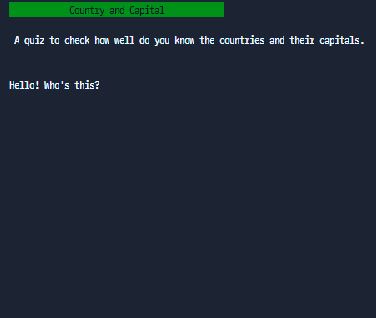 Country and Capital
A quiz to check how well do you know the countries and their capitals.
Hello! Who's this?